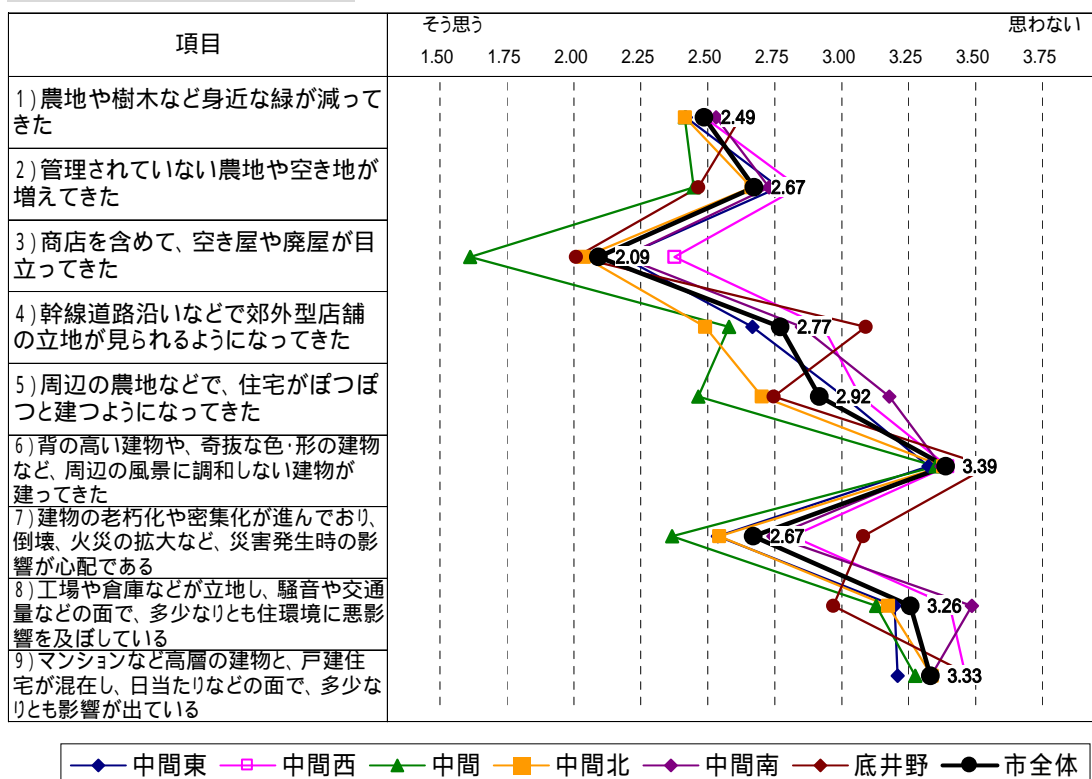 項目
そう思う 思わない
1.50 1.75 2.00 2.25 2.50 2.75 3.00 3.25 3.50 3.75
1)農地や樹木など身近な緑が減って
きた
2.49
2)管理されていない農地や空き地が
増えてきた
2.67
3)商店を含めて、空き屋や廃屋が目
立ってきた
2.09
4)幹線道路沿いなどで郊外型店舗
の立地が見られるようになってきた
2.77
5)周辺の農地などで、住宅がぽつぽ
つと建つようになってきた
2.92
6)背の高い建物や、奇抜な色・形の建物
など、周辺の風景に調和しない建物が
建ってきた
3.39
7)建物の老朽化や密集化が進んでおり、
倒壊、火災の拡大など、災害発生時の影
響が心配である
2.67
8)工場や倉庫などが立地し、騒音や交通
量などの面で、多少なりとも住環境に悪影
響を及ぼしている
3.26
9)マンションなど高層の建物と、戸建住
宅が混在し、日当たりなどの面で、多少な
りとも影響が出ている
3.33
中間東 中間西 中間 中間北 中間南 底井野 市全体